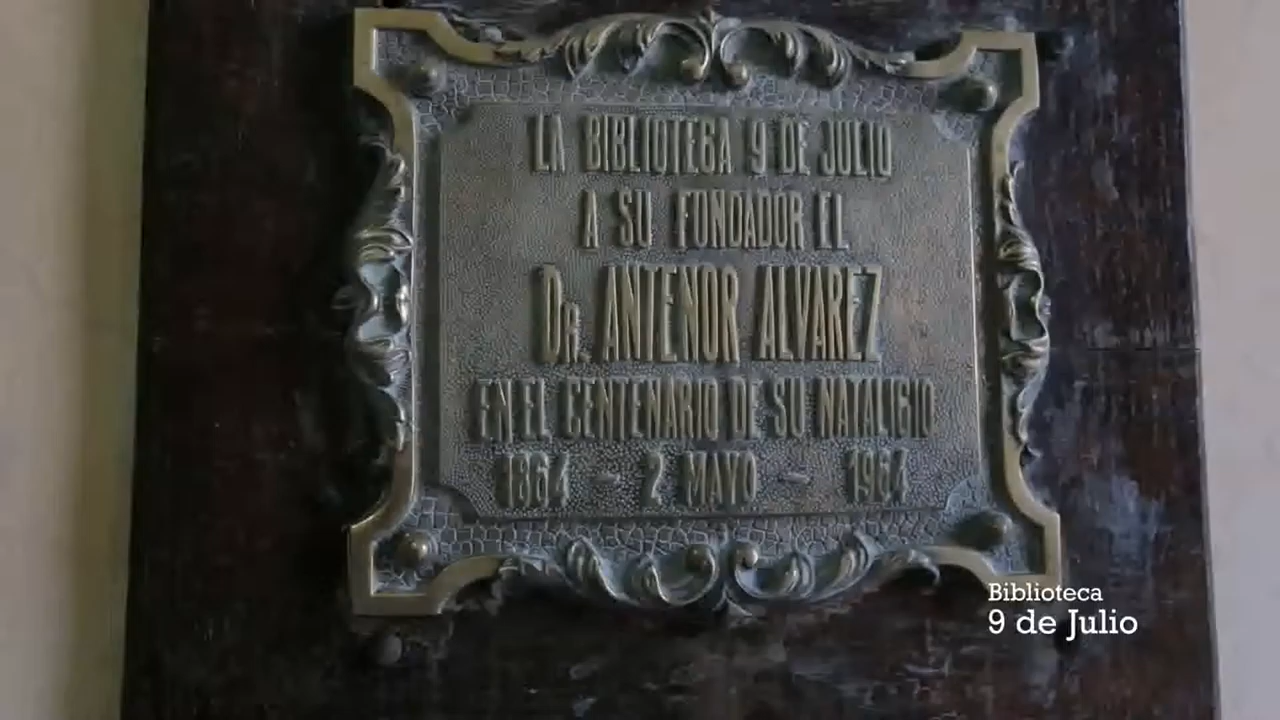 LA BIBLIOTECA 9 DE JULIO
A SU FUNDADOR EL
DR. ANTENOR ALVAREZ
EN EL CENTENARIO DE SU NATALICIO
1864 - 2 MAYO - 1964
Biblioteca
9 de Julio